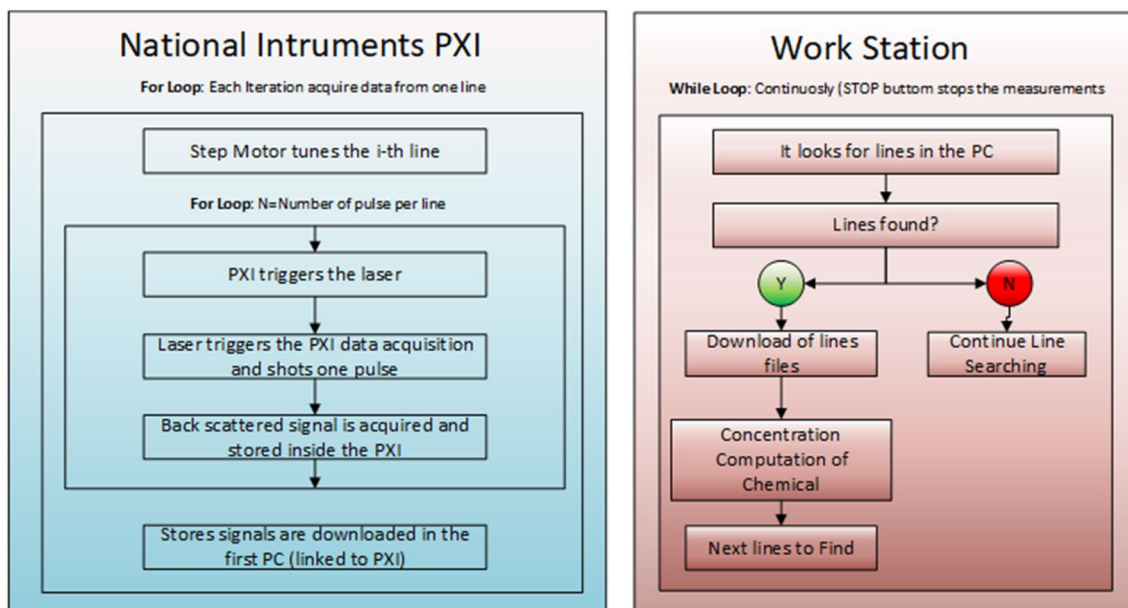 National Intruments PXI
For Loop: Each Iteration acquire data from one line
Step Motor tunes the i-th line
For Loop: N=Number of pulse per line
PXI triggers the laser
Laser triggers the PXI data acquisition
and shots one pulse
Back scattered signal is acquired and
stored inside the PXI
Stores signals are downloaded in the
first PC (linked to PXI)
Work Station
While Loop: Continuosly (STOP buttom stops the measurements
It looks for lines in the PC
Lines found?
Y
N
Download of lines
files
Continue Line
Searching
Concentration
Computation of
Chemical
Next lines to Find